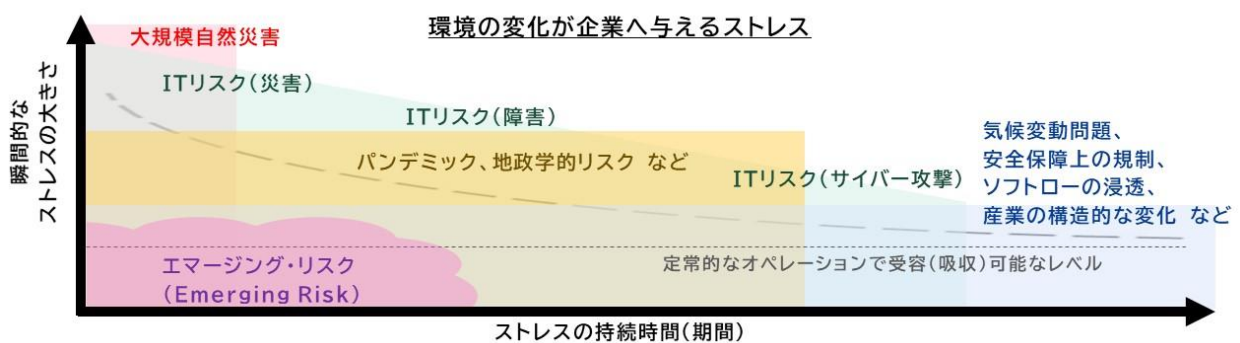 環境の変化が企業へ与えるストレス
大規模自然災害
ITリスク(災害)
ITリスク(障害)
パンデミック、地政学的リスク など
ITリスク(サイバー攻撃)
気候変動問題、
安全保障上の規制、
ソフトローの浸透、
産業の構造的な変化 など
エマージング・リスク
(Emerging Risk)
定常的なオペレーションで受容(吸収)可能なレベル
瞬間的な
ストレスの大きさ
ストレスの持続時間(期間)